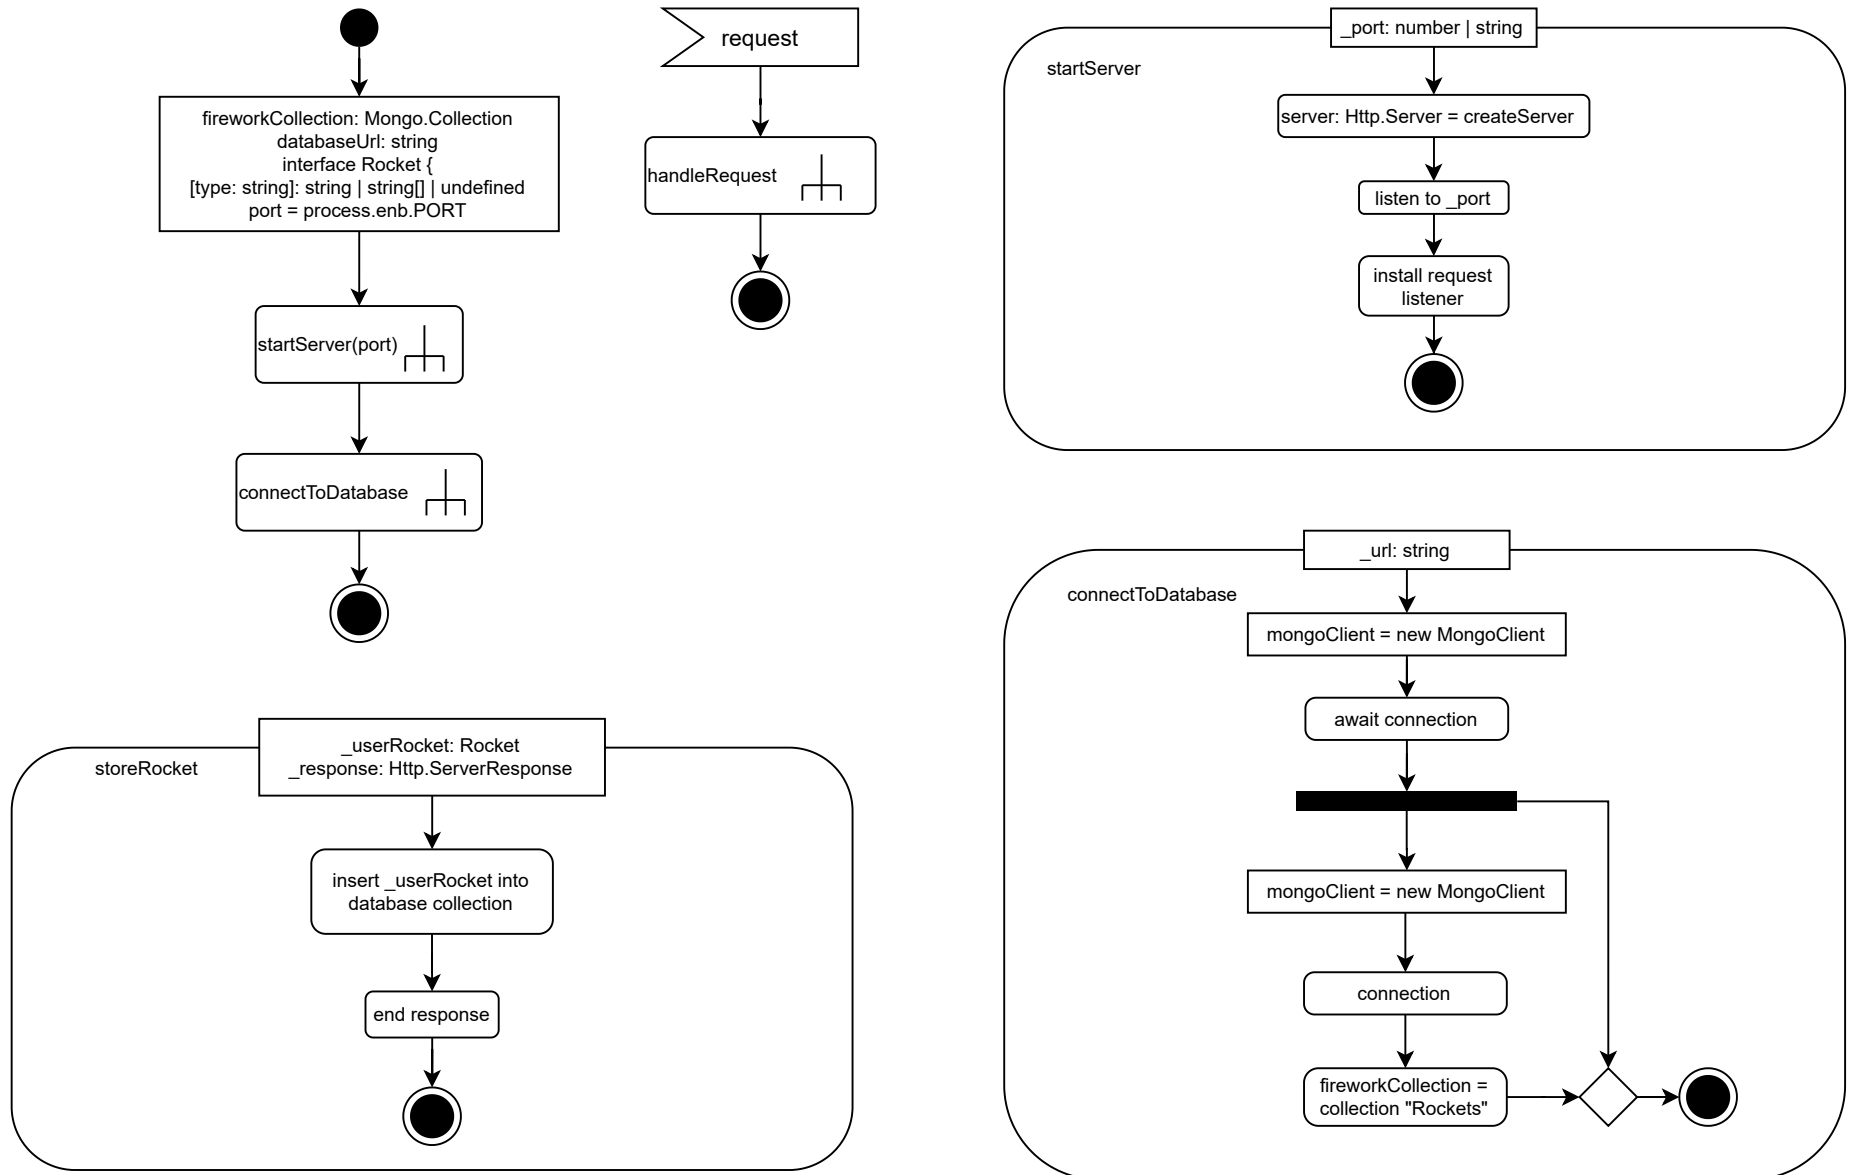 fireworkCollection: Mongo.Collection
databaseUrl: string
interface Rocket {
[type: string]: string | string[] | undefined
port = process.enb.PORT
startServer(port)
connectToDatabase
request
handleRequest
_port: number | string
startServer
server: Http.Server = createServer
listen to _port
install request
listener
_userRocket: Rocket
_response: Http.ServerResponse
storeRocket
insert _userRocket into
database collection
end response
_url: string
connectToDatabase
mongoClient = new MongoClient
await connection
mongoClient = new MongoClient
connection
fireworkCollection =
collection "Rockets"